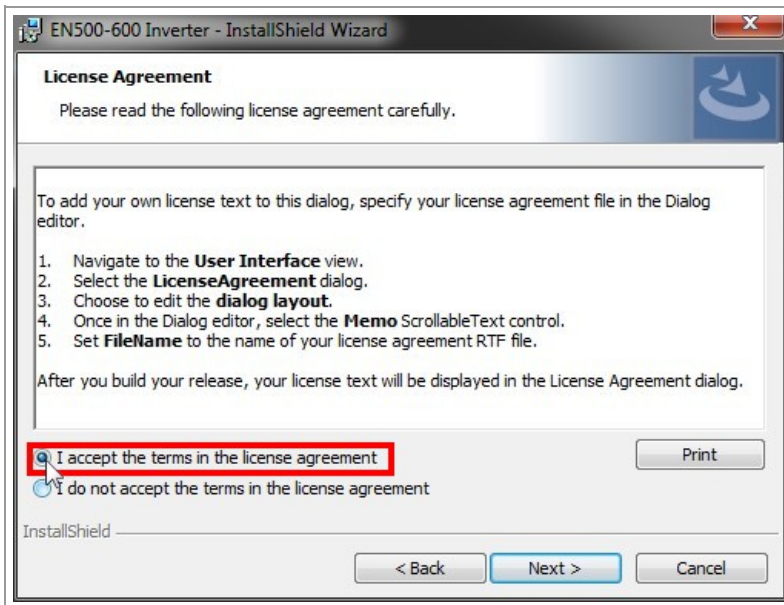 EN500-600 Inverter - InstallShield Wizard
License Agreement
Please read the following license agreement carefully.
To add your own license text to this dialog, specify your license agreement file in the Dialog
editor.
1. Navigate to the User Interface view.
2. Select the LicenseAgreement dialog.
3. Choose to edit the dialog layout.
4. Once in the Dialog editor, select the Memo ScrollableText control.
5. Set FileName to the name of your license agreement RTF file.
After you build your release, your license text will be displayed in the License Agreement dialog.
I accept the terms in the license agreement
Print
I do not accept the terms in the license agreement
InstallShield
< Back Next > Cancel